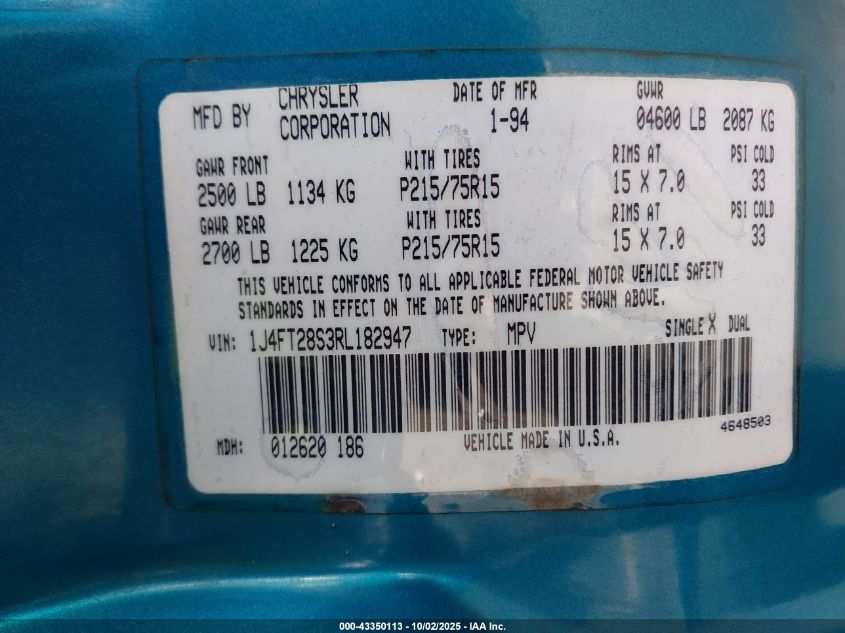 MFD BY CHRYSLER CORPORATION DATE OF MFR 1-94 GVWR 04600 LB 2087 KG
GAWR FRONT WITH TIRES RIMS AT PSI COLD
2500 LB 1134 KG P215/75R15 15 X 7.0 33
GAWR REAR WITH TIRES RIMS AT PSI COLD
2700 LB 1225 KG P215/75R15 15 X 7.0 33
THIS VEHICLE CONFORMS TO ALL APPLICABLE FEDERAL MOTOR VEHICLE SAFETY
STANDARDS IN EFFECT ON THE DATE OF MANUFACTURE SHOWN ABOVE.
VIN: 1J4FT28S3RL182947 TYPE: MPV SINGLE X DUAL
4648503
MDH: 012620 186 VEHICLE MADE IN U.S.A.
000-43350113 - 10/02/2025 - IAA Inc.